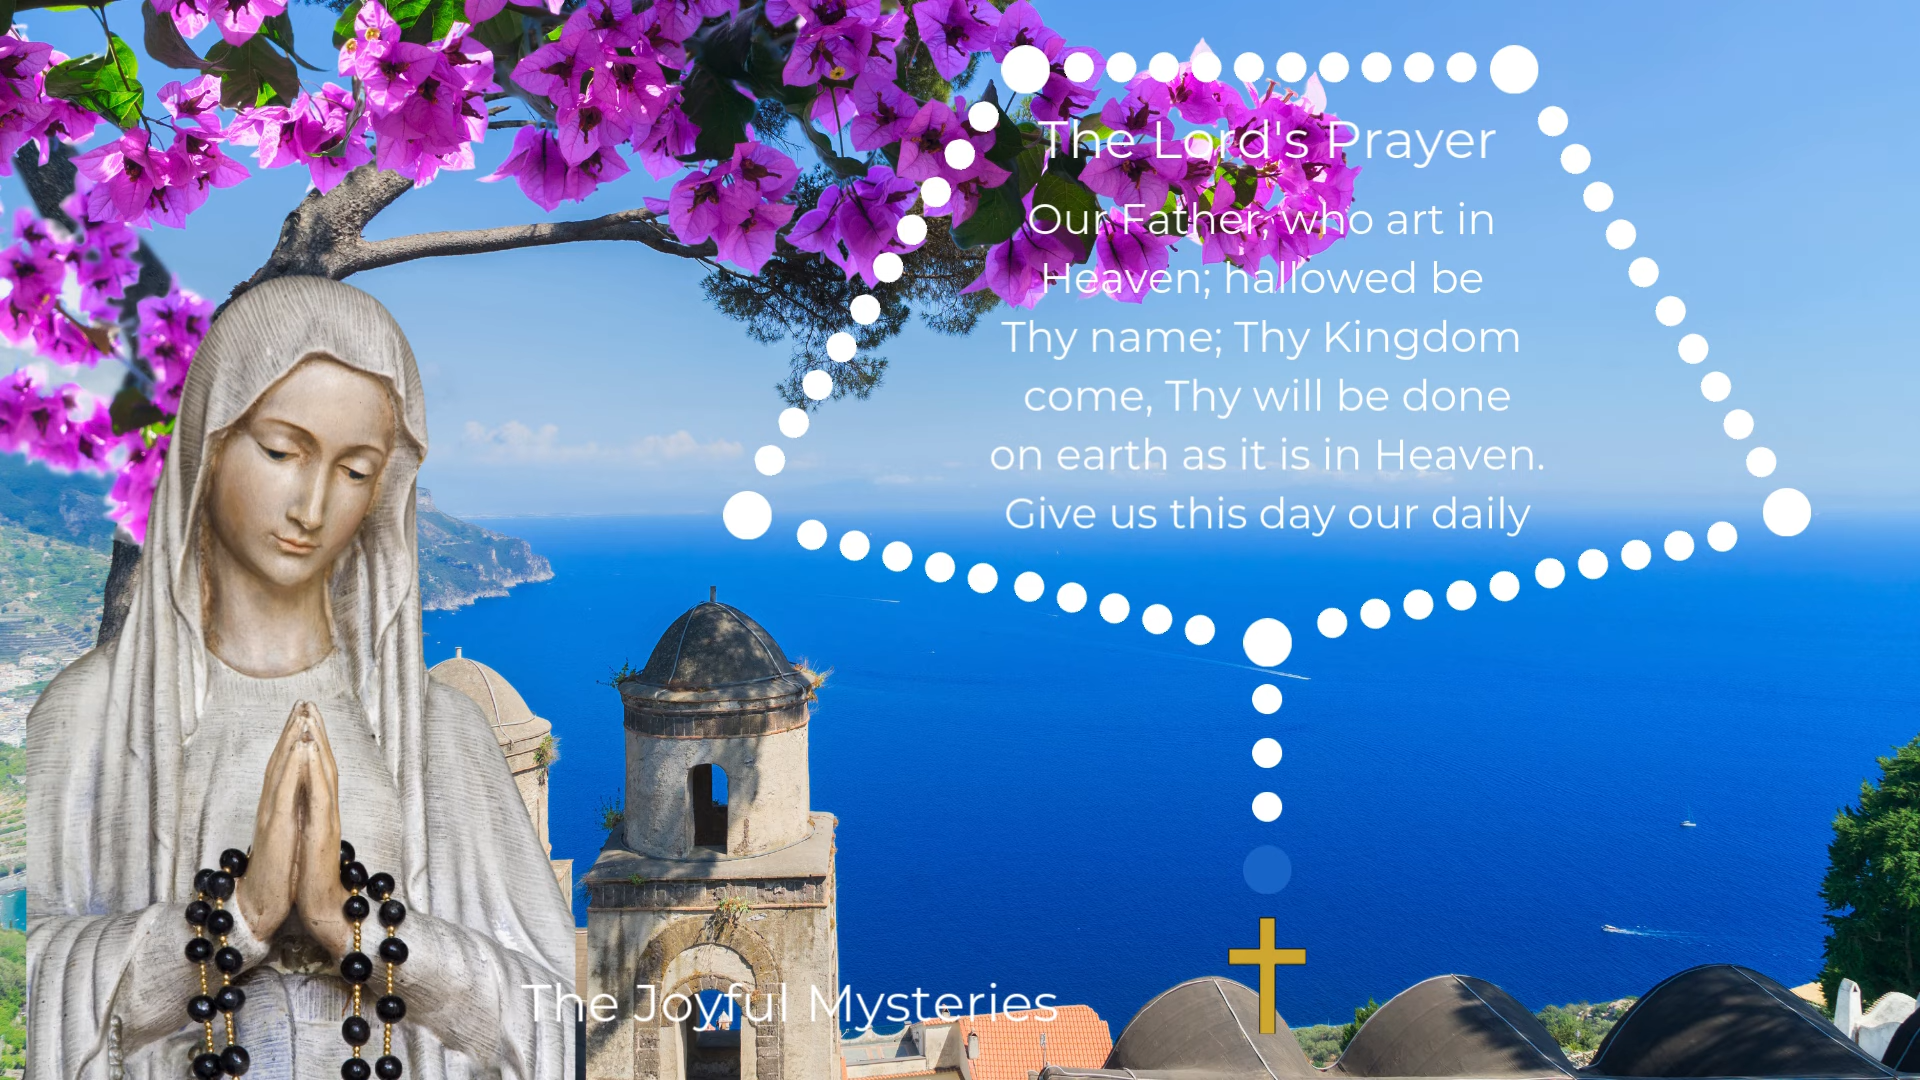 The Lord's Prayer
Our Father, who art in
Heaven; hallowed be
Thy name; Thy Kingdom
come, Thy will be done
on earth as it is in Heaven.
Give us this day our daily
The Joyful Mysteries